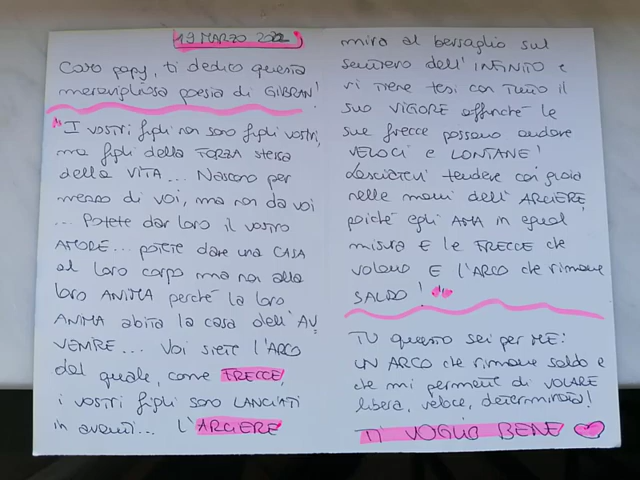 19 MARZO 2022
Caro papy, ti dedico questa
meravigliosa poesia di GIBRAN!
"I vostri figli non sono figli vostri,
ma figli della FORZA stessa
della VITA... Nascono per
mezzo di voi, ma non da voi
... Potete dar loro il vostro
AMORE... potete dare una CASA
al loro corpo ma non alla
loro ANIMA perché la loro
ANIMA abita la casa dell'AV
VENIRE... Voi siete l'ARCO
dal quale, come FRECCE,
i vostri figli sono LANCIATI
in avanti... L'ARCIERE
mira al bersaglio sul
sentiero dell'INFINITO e
vi tiene tesi con tutto il
suo VIGORE affinché le
sue frecce possano andare
VELOCI e LONTANE!
Lasciatevi tendere con gioia
nelle mani dell'ARCIERE,
poiché egli AMA in egual
misura E le FRECCE che
volano E l'ARCO che rimane
SALDO!"
TU questo sei per ME:
UN ARCO che rimane saldo e
che mi permette di VOLARE
libera, veloce, determinata!
TI VOGLIO BENE